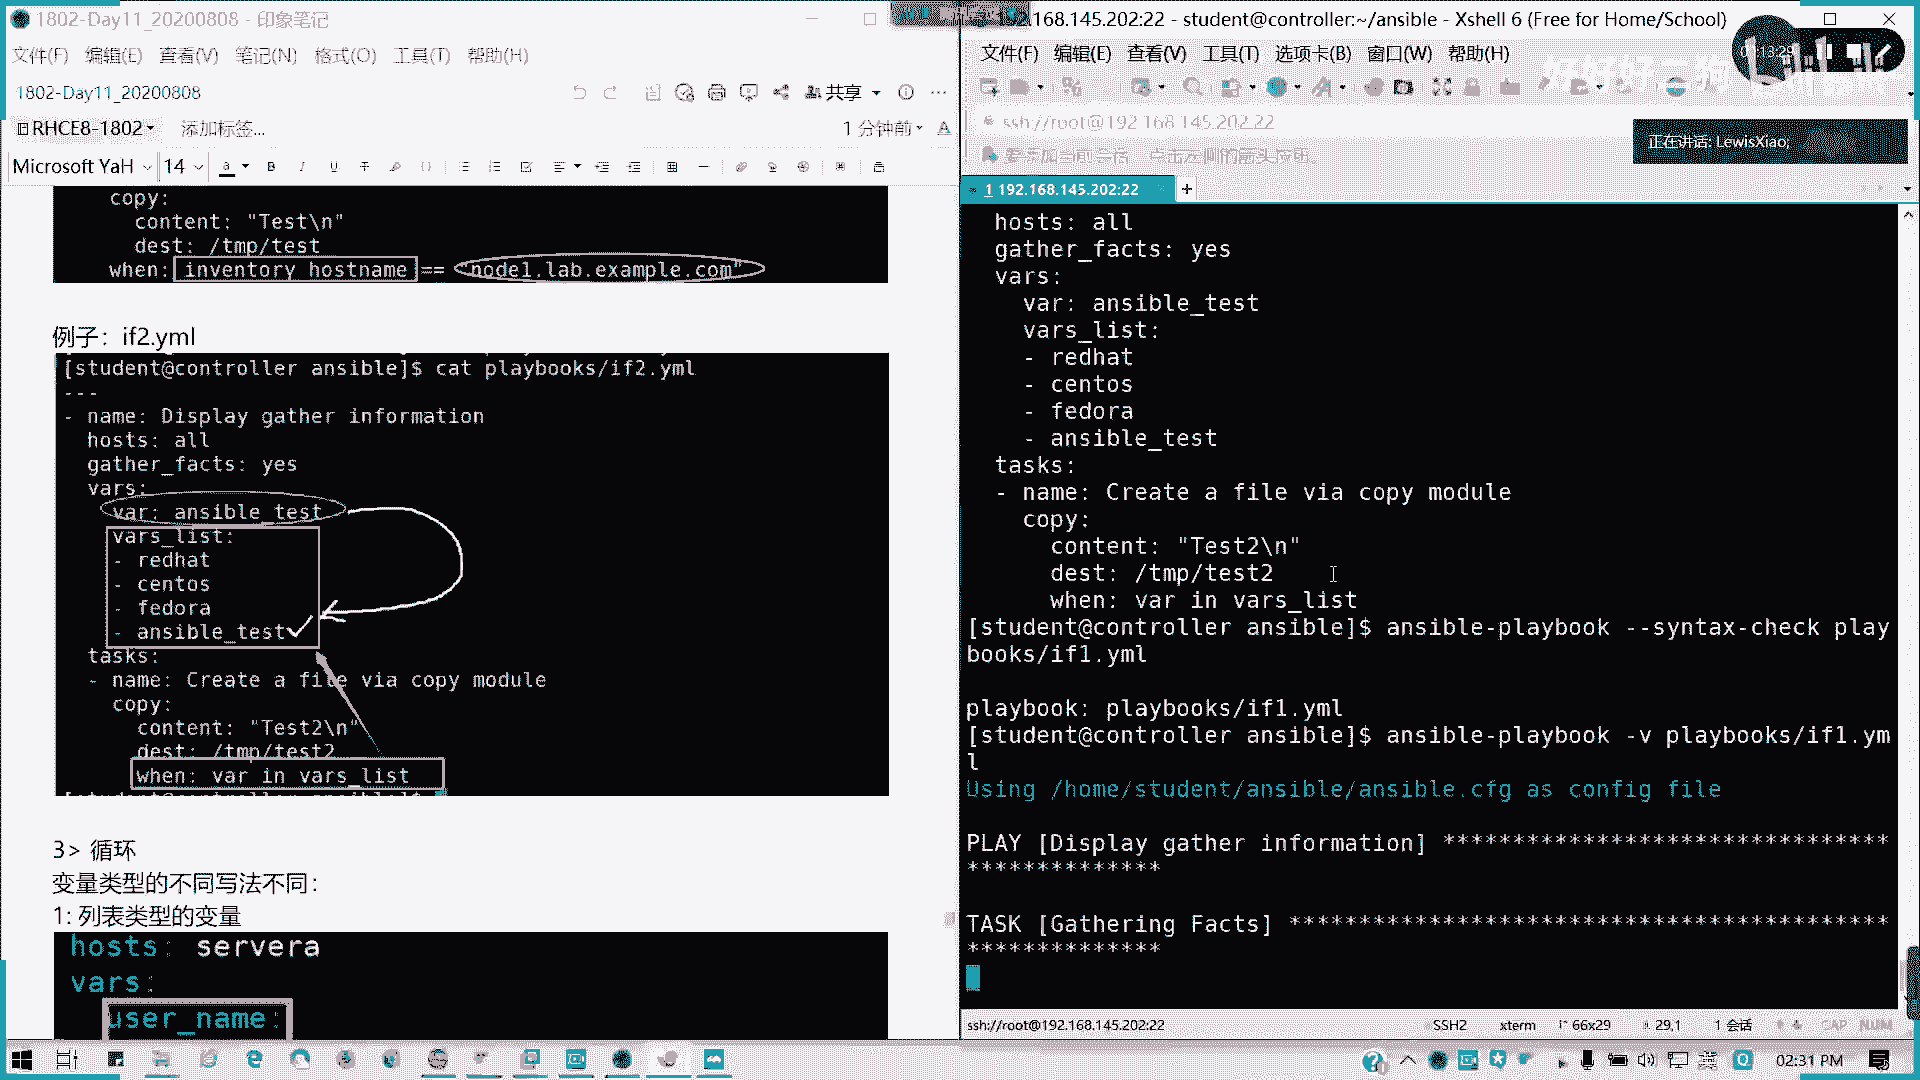 1802-Day11_20200808 - 印象笔记
文件(F) 编辑(E) 查看(V) 笔记(N) 格式(O) 工具(T) 帮助(H)
1802-Day11_20200808
共享
RHCE8-1802
添加标签...
1 分钟前
Microsoft YaH
14
copy:
content: "Test\n"
dest: /tmp/test
when: inventory_hostname == "node1.lab.example.com"
例子：if2.yml
[student@controller ansible]$ cat playbooks/if2.yml
---
- name: Display gather information
hosts: all
gather_facts: yes
vars:
var: ansible_test
vars_list:
- redhat
- centos
- fedora
- ansible_test
tasks:
- name: Create a file via copy module
copy:
content: "Test2\n"
dest: /tmp/test2
when: var in vars_list
3> 循环
变量类型的不同写法不同：
1: 列表类型的变量
hosts: servera
vars:
user_name:
192.168.145.202:22 - student@controller:~/ansible - Xshell 6 (Free for Home/School)
文件(F) 编辑(E) 查看(V) 工具(T) 选项卡(B) 窗口(W) 帮助(H)
ssh://root@192.168.145.202:22
正在讲话: LewisXiao;
1 192.168.145.202:22
hosts: all
gather_facts: yes
vars:
var: ansible_test
vars_list:
- redhat
- centos
- fedora
- ansible_test
tasks:
- name: Create a file via copy module
copy:
content: "Test2\n"
dest: /tmp/test2
when: var in vars_list
[student@controller ansible]$ ansible-playbook --syntax-check play
books/if1.yml
playbook: playbooks/if1.yml
[student@controller ansible]$ ansible-playbook -v playbooks/if1.ym
l
Using /home/student/ansible/ansible.cfg as config file
PLAY [Display gather information] ********************************
**************
TASK [Gathering Facts] *******************************************
**************
ssh://root@192.168.145.202:22
SSH2
xterm
66x29
29,1
1 会话
CAP NUM
英
02:31 PM